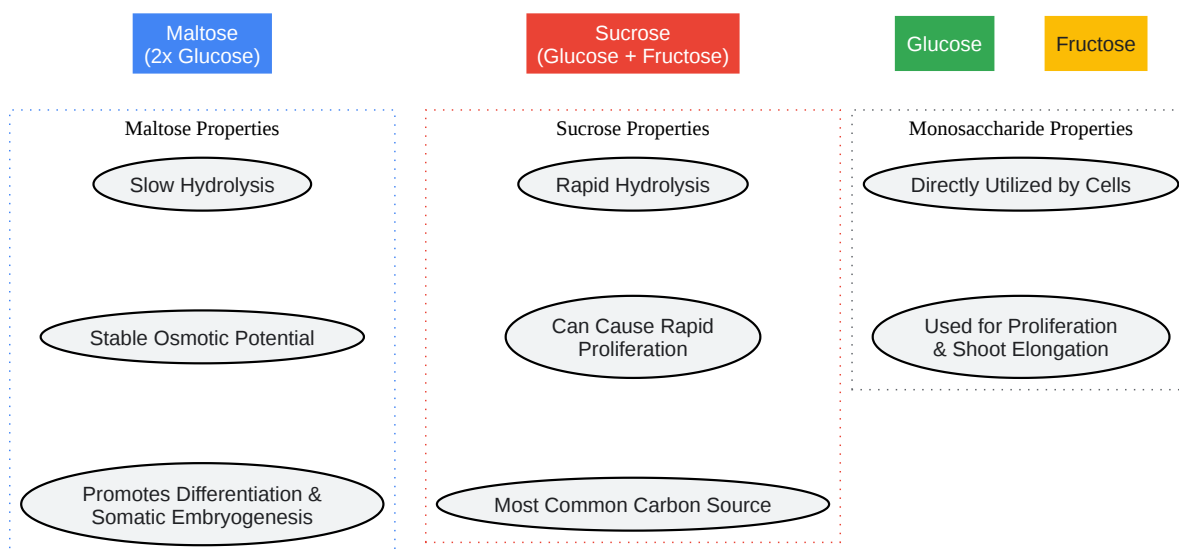 Maltose
(2x Glucose)
Sucrose
(Glucose + Fructose)
Glucose
Fructose
Maltose Properties
Slow Hydrolysis
Stable Osmotic Potential
Promotes Differentiation &
Somatic Embryogenesis
Sucrose Properties
Rapid Hydrolysis
Can Cause Rapid
Proliferation
Most Common Carbon Source
Monosaccharide Properties
Directly Utilized by Cells
Used for Proliferation
& Shoot Elongation